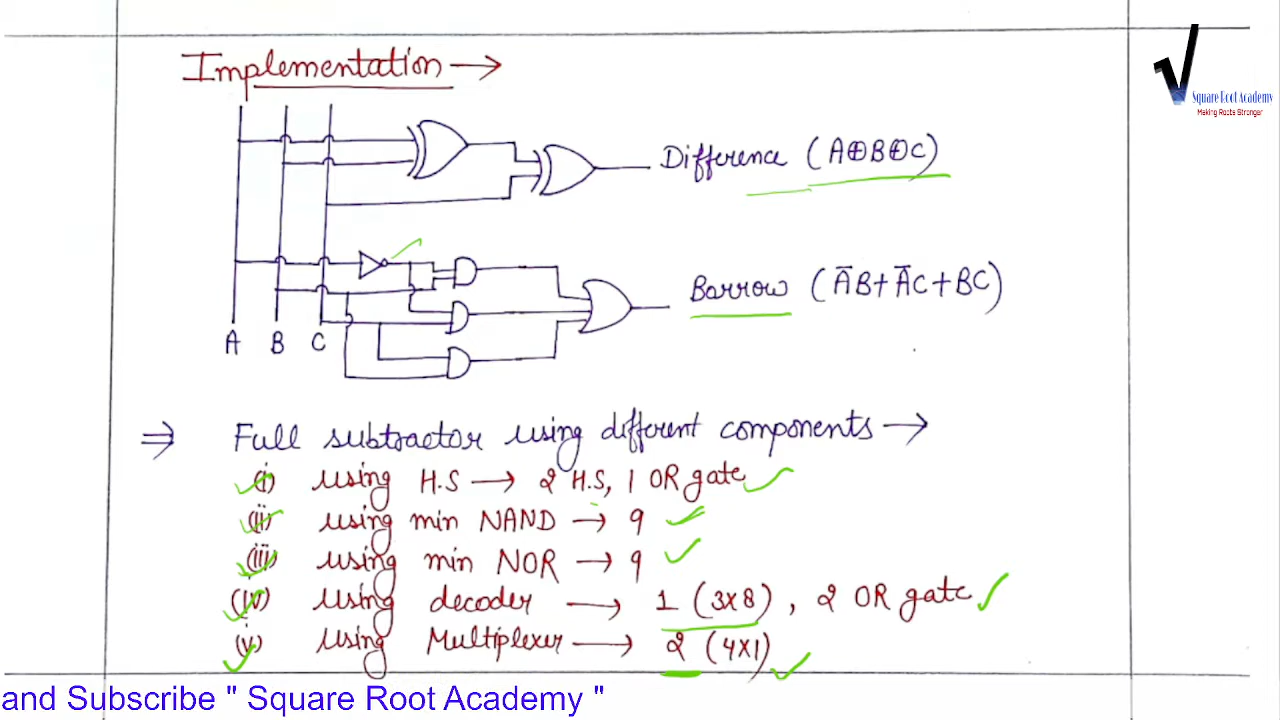 Implementation →
Square Root Academy
Making Roots Stronger
Difference (A⊕B⊕C)
Barrow (A̅B+A̅C+BC)
A B C
⇒ Full subtractor using different components →
(i) using H.S → 2 H.S, 1 OR gate
(ii) using min NAND → 9
(iii) using min NOR → 9
(iv) using decoder → 1 (3x8), 2 OR gate
(v) using Multiplexer → 2 (4x1)
and Subscribe " Square Root Academy "